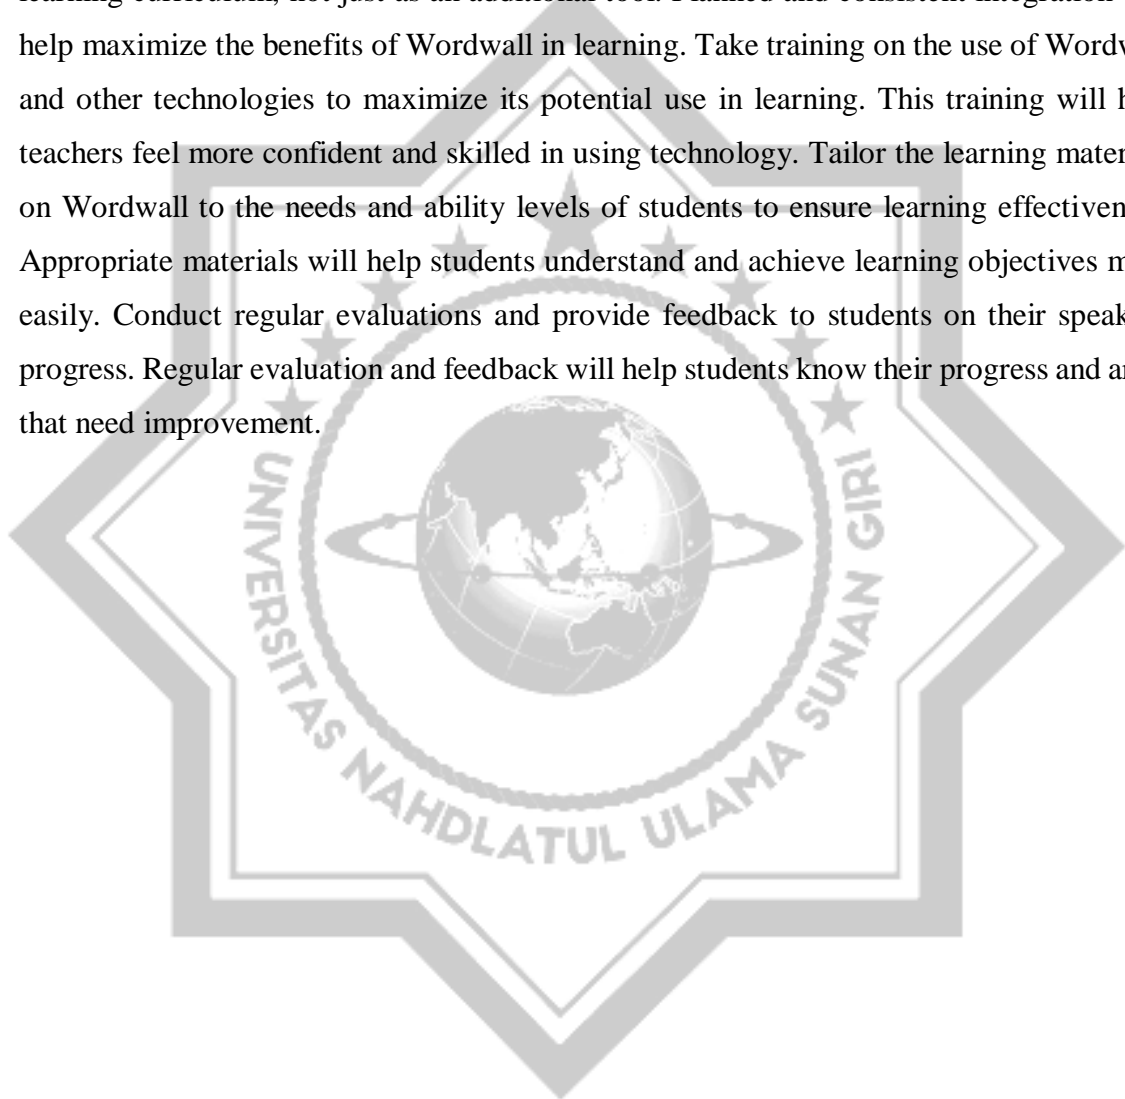 learning curriculum, not just as an additional tool. Planned and consistent integration
help maximize the benefits of Wordwall in learning. Take training on the use of
and other technologies to maximize its potential use in learning. This training will
teachers feel more confident and skilled in using technology. Tailor the learning
on Wordwall to the needs and ability levels of students to ensure learning
Appropriate materials will help students understand and achieve learning objectives
easily. Conduct regular evaluations and provide feedback to students on their
progress. Regular evaluation and feedback will help students know their progress and
that need improvement.
UNIVERSITAS NAHDLATUL ULAMA SUNAN GIRI